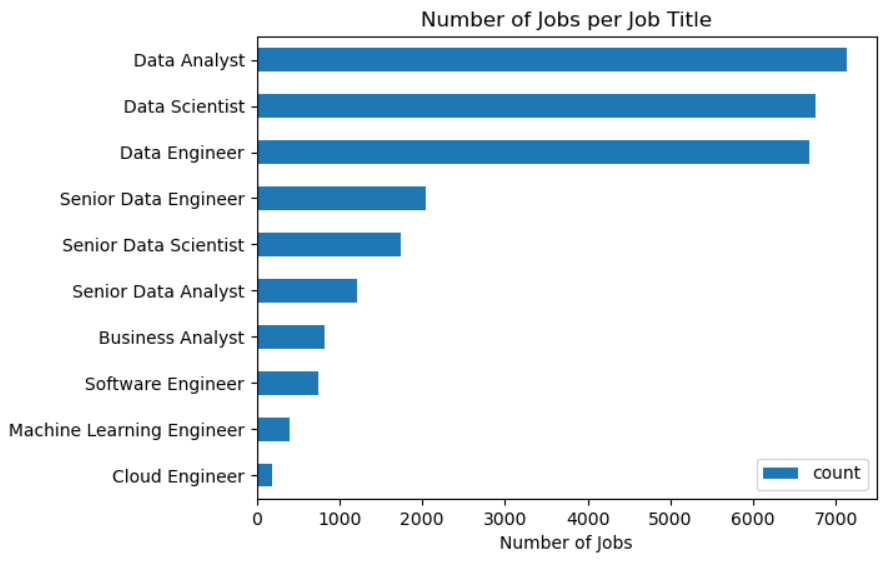 Number of Jobs per Job Title
Data Analyst
Data Scientist
Data Engineer
Senior Data Engineer
Senior Data Scientist
Senior Data Analyst
Business Analyst
Software Engineer
Machine Learning Engineer
Cloud Engineer
count
0 1000 2000 3000 4000 5000 6000 7000
Number of Jobs